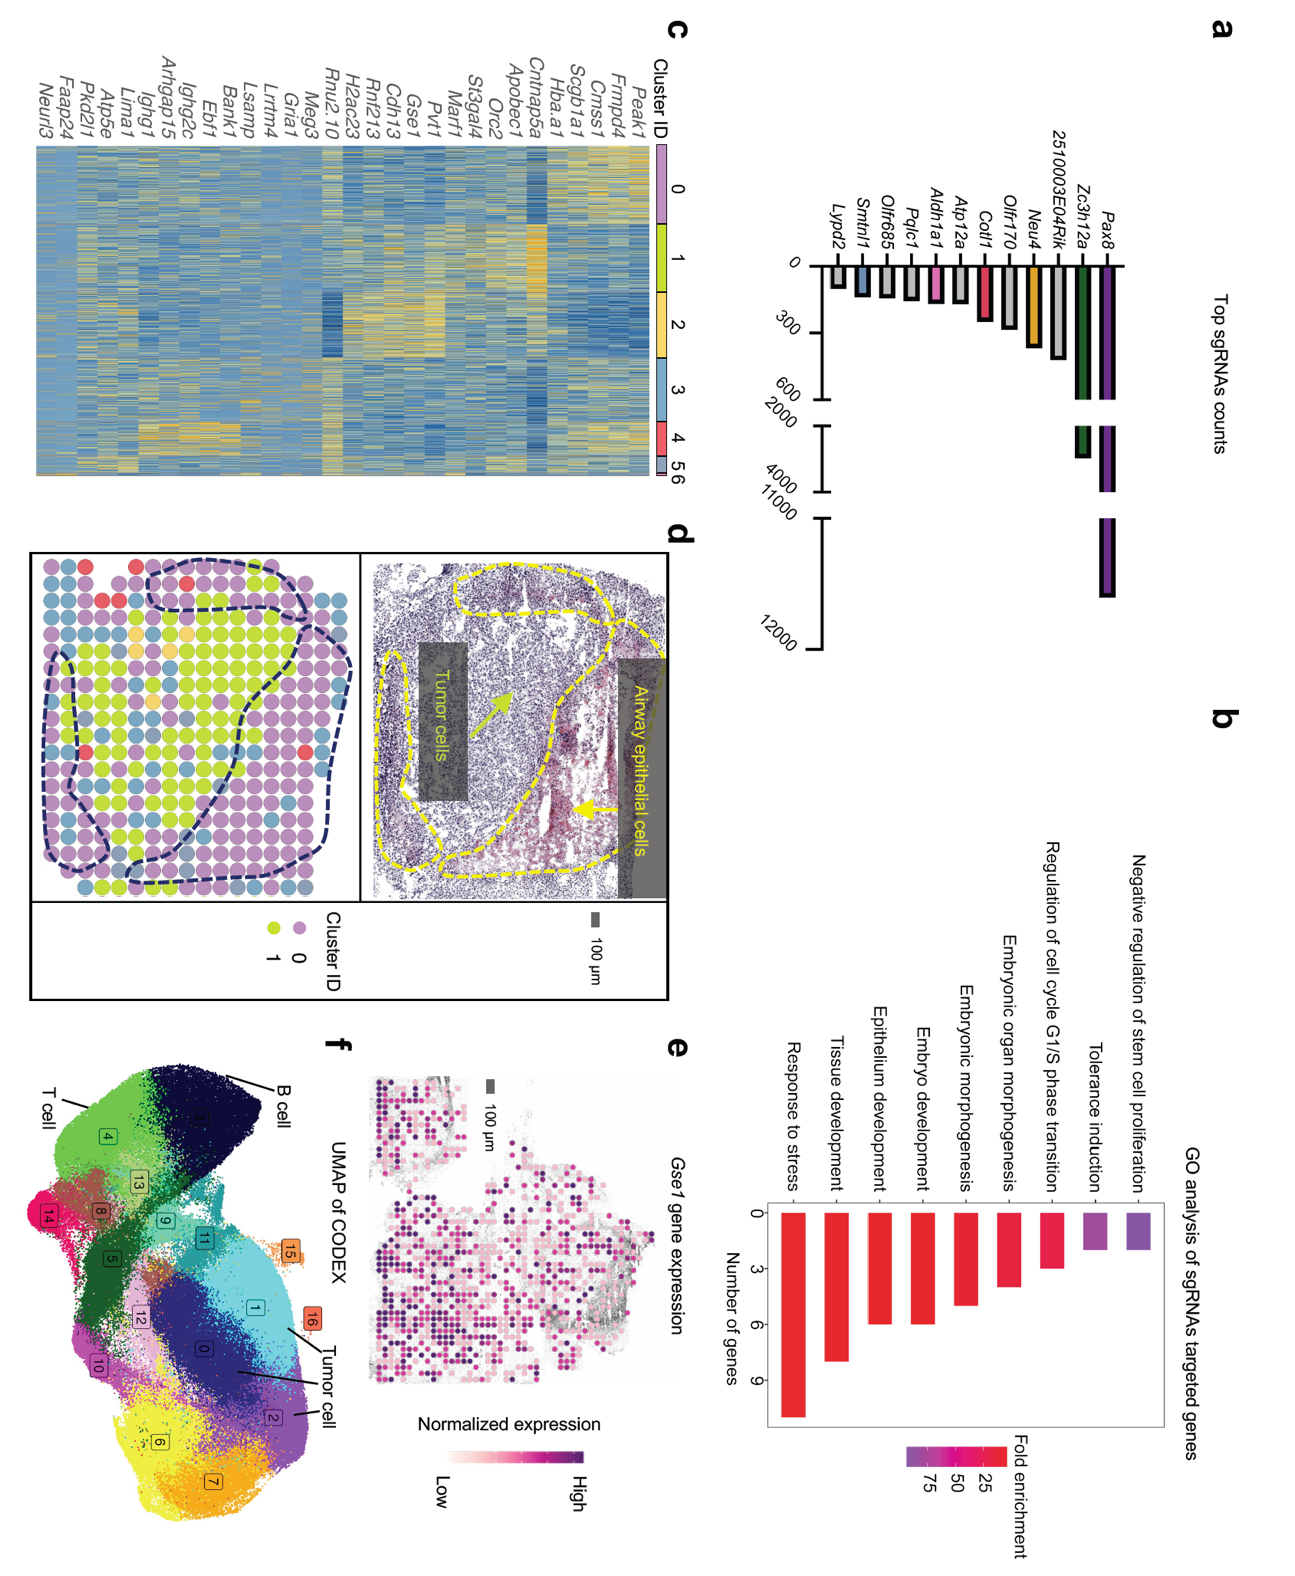 a
Top sgRNAs counts
Pax8
Zc3h12a
2510003E04Rik
Neu4
Olfr170
Cotl1
Atp12a
Aldh1a1
Pqlc1
Olfr685
Smtnl1
Lypd2
0
300
600
2000
4000
11000
12000
b
GO analysis of sgRNAs targeted genes
Negative regulation of stem cell proliferation
Tolerance induction
Regulation of cell cycle G1/S phase transition
Embryonic organ morphogenesis
Embryonic morphogenesis
Embryo development
Epithelium development
Tissue development
Response to stress
0
3
6
9
Number of genes
Fold enrichment
25
50
75
c
Cluster ID
0
1
2
3
4
5
6
Peak1
Frmpd4
Cmss1
Scgb1a1
Hba.a1
Cntnap5a
Apobec1
Orc2
St3gal4
Marf1
Pvt1
Gse1
Cdh13
Rnf213
H2ac23
Rnu2.10
Meg3
Gria1
Lrrtm4
Lsamp
Bank1
Ebf1
Ighg2c
Arhgap15
Ighg1
Lima1
Atp5e
Pkd2l1
Faap24
Neurl3
d
Airway epithelial cells
Tumor cells
100 μm
Cluster ID
0
1
e
Gse1 gene expression
100 μm
Normalized expression
High
Low
f
UMAP of CODEX
B cell
T cell
Tumor cell
3
4
13
8
14
9
11
5
15
1
16
12
0
10
2
6
7